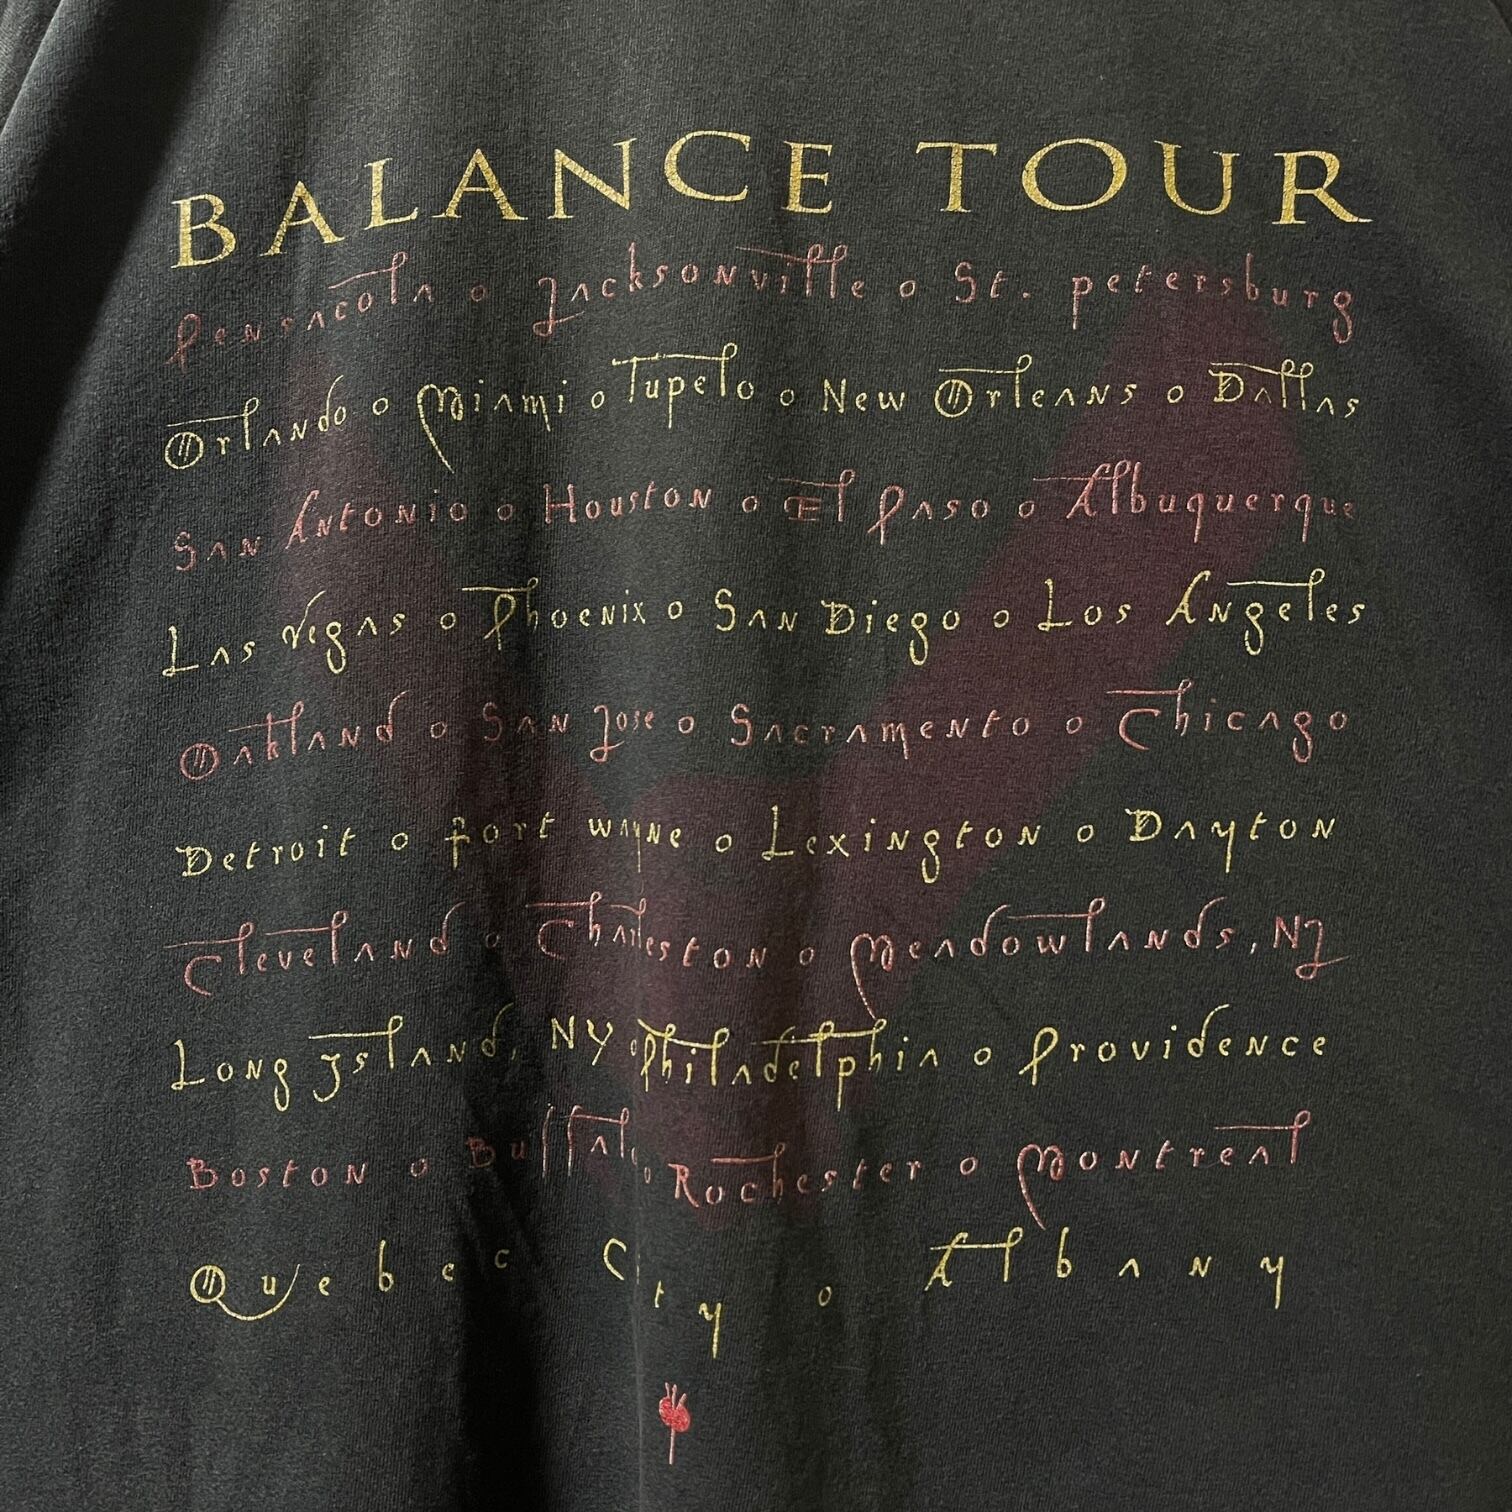 BALANCE TOUR
Pensacola o Jacksonville o St. Petersburg
Orlando o Miami o Tupelo o New Orleans o Dallas
San Antonio o Houston o El Paso o Albuquerque
Las Vegas o Phoenix o San Diego o Los Angeles
Oakland o San Jose o Sacramento o Chicago
Detroit o Fort Wayne o Lexington o Dayton
Cleveland o Charleston o Meadowlands, NJ
Long Island, NY o Philadelphia o Providence
Boston o Buffalo o Rochester o Montreal
Quebec City o Albany